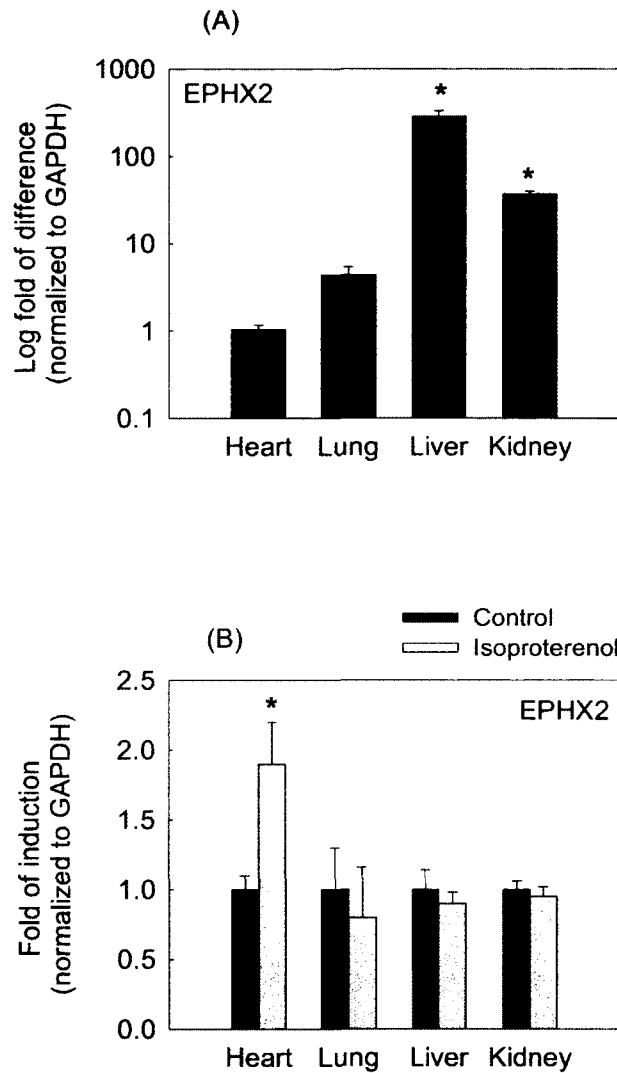 (A)
EPHX2
*
*
1000
100
10
1
0.1
Log fold of difference
(normalized to GAPDH)
Heart Lung Liver Kidney
(B)
Control
Isoproterenol
EPHX2
*
2.5
2.0
1.5
1.0
0.5
0.0
Fold of induction
(normalized to GAPDH)
Heart Lung Liver Kidney